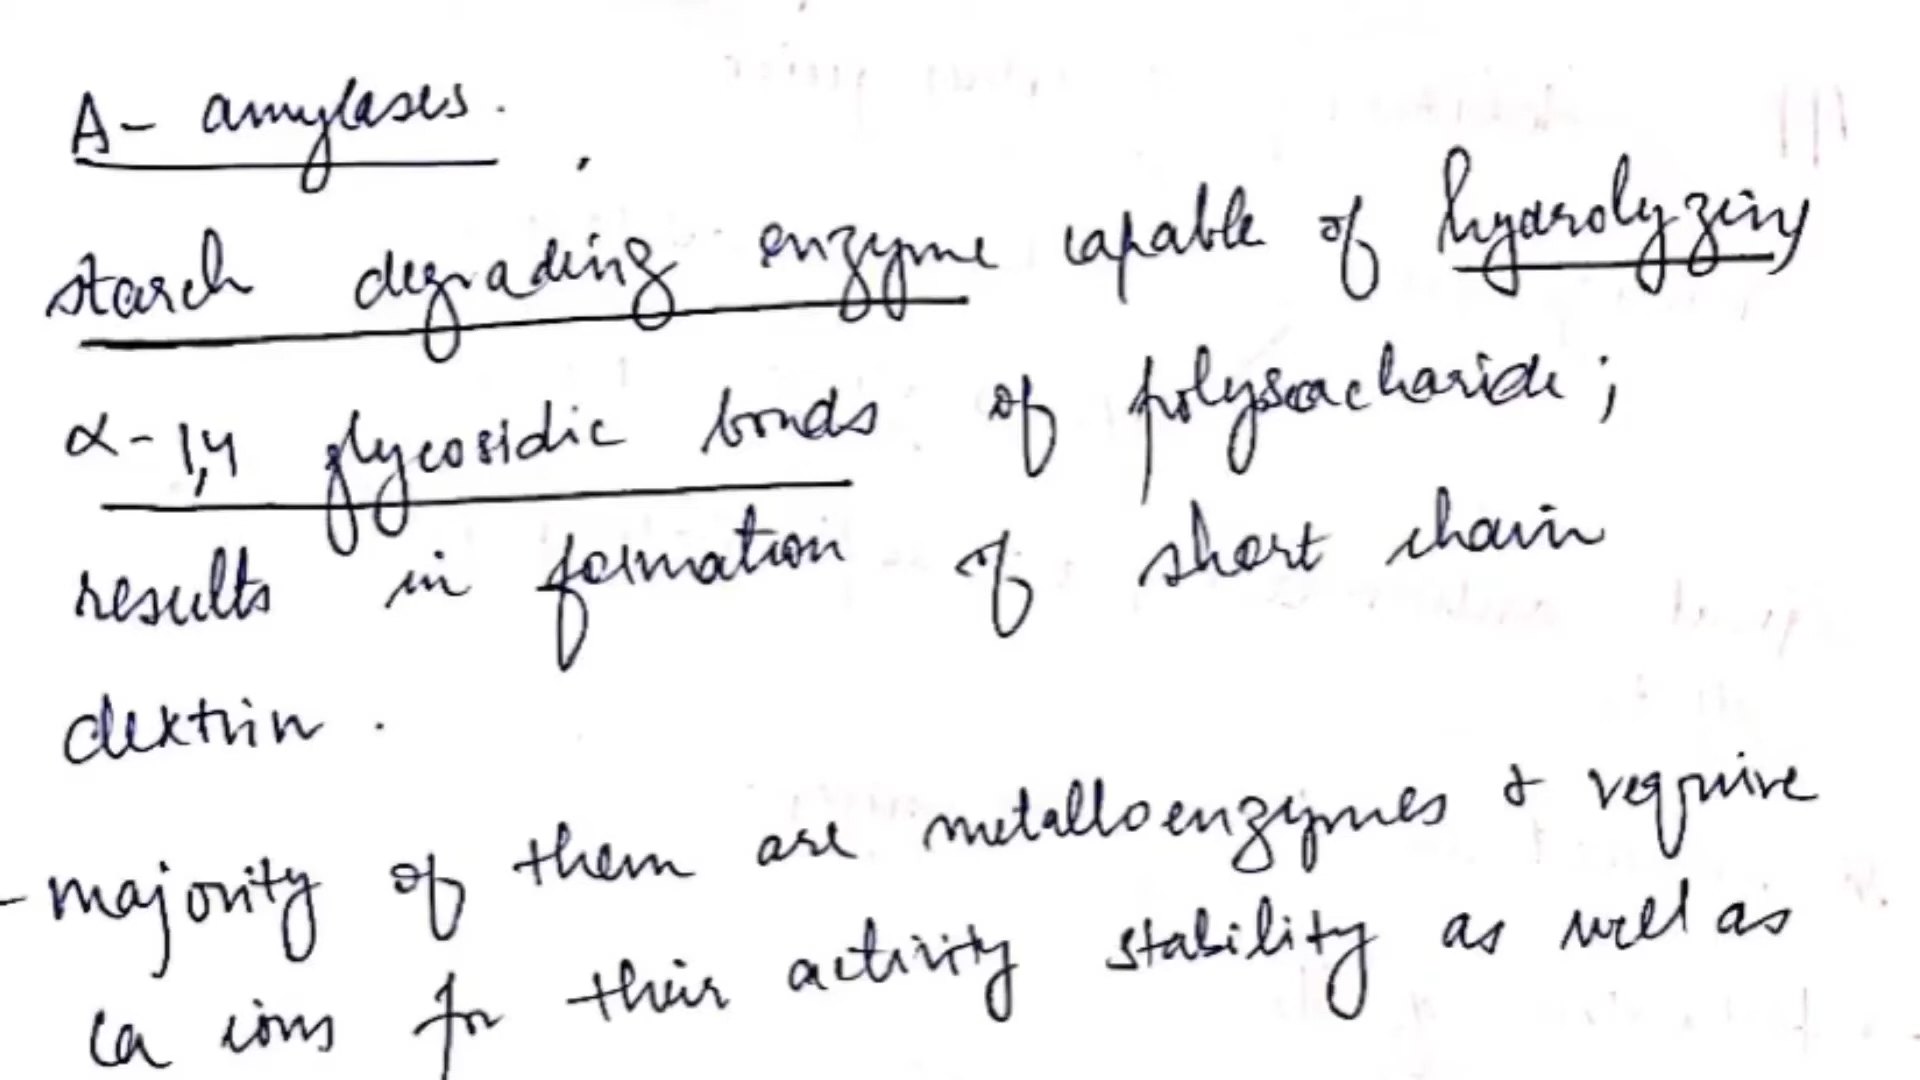 A- amylases.
starch degrading enzyme capable of hydrolyzing
α-1,4 glycosidic bonds of polysaccharide;
results in formation of short chain
dextrin.
- majority of them are metalloenzymes & require
Ca ions for their activity stability as well as